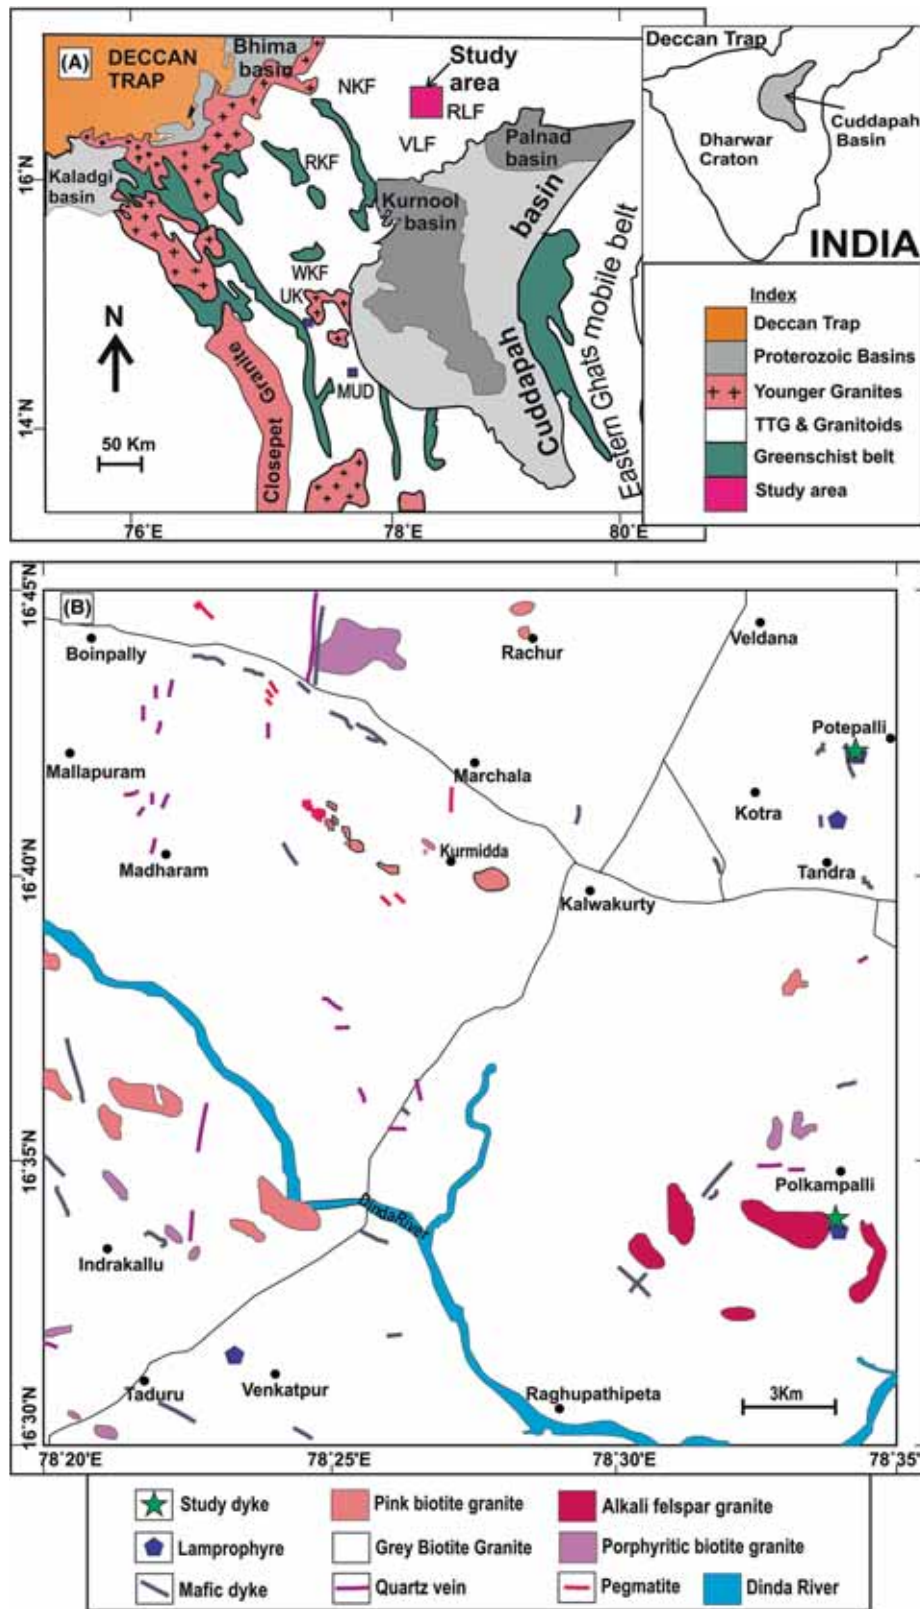 (A)
DECCAN
TRAP
Bhima
basin
NKF
Study
area
RLF
VLF
Palnad
basin
RKF
16°N
Kaladgi
basin
Kurnool
basin
basin
WKF
UK
N
MUD
Cuddapah
Eastern Ghats mobile belt
14°N
50 Km
Closepet Granite
76°E
78°E
80°E
Deccan Trap
Cuddapah
Basin
Dharwar
Craton
INDIA
Index
Deccan Trap
Proterozoic Basins
Younger Granites
TTG & Granitoids
Greenschist belt
Study area
16°45'N
(B)
Boinpally
Rachur
Veldana
Potepalli
Mallapuram
Marchala
Kotra
Madharam
Kurmidda
Tandra
16°40'N
Kalwakurty
16°35'N
Polkampalli
DindaRiver
Indrakallu
Taduru
Venkatpur
Raghupathipeta
3Km
16°30'N
78°20'E
78°25'E
78°30'E
78°35'
Study dyke
Pink biotite granite
Alkali felspar granite
Lamprophyre
Grey Biotite Granite
Porphyritic biotite granite
Mafic dyke
Quartz vein
Pegmatite
Dinda River